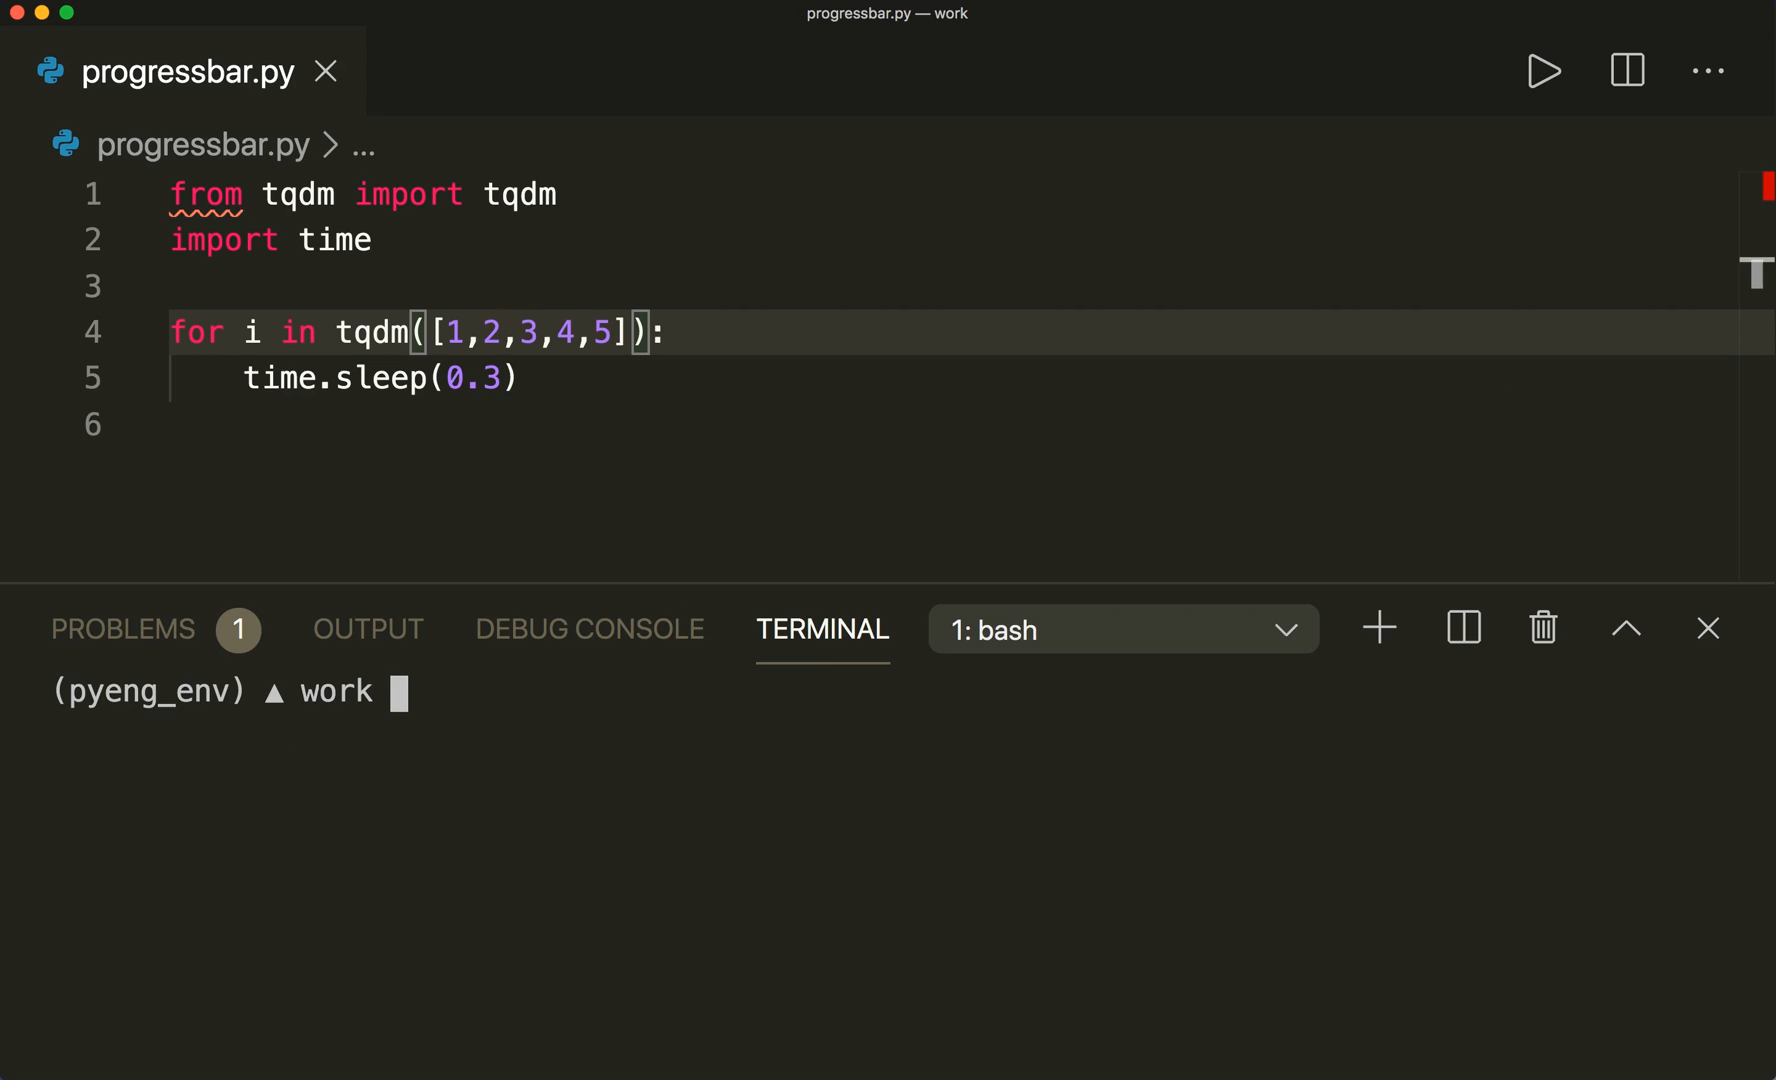 progressbar.py — work
progressbar.py
progressbar.py > ...
1 from tqdm import tqdm
2 import time
3
4 for i in tqdm([1,2,3,4,5]):
5     time.sleep(0.3)
6
PROBLEMS 1 OUTPUT DEBUG CONSOLE TERMINAL 1: bash
(pyeng_env) ▲ work